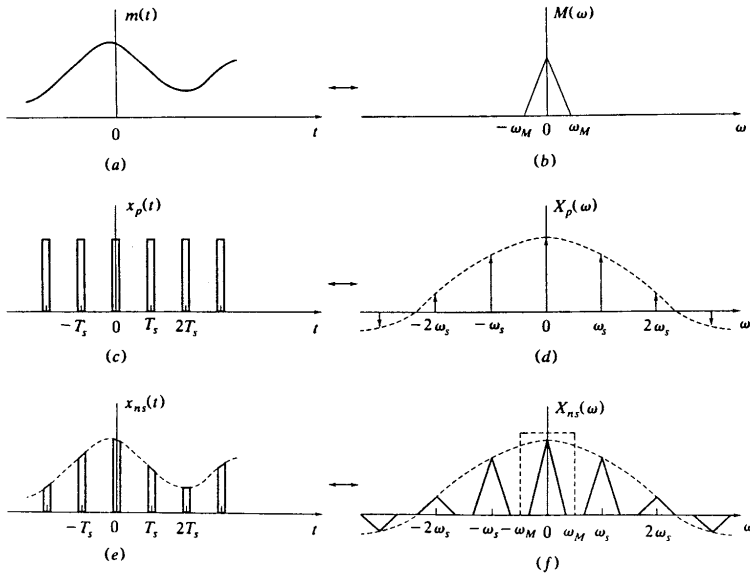 m(t)
M(ω)
0
t
−ω_M
0
ω_M
ω
(a)
(b)
x_p(t)
X_p(ω)
−T_s
0
T_s
2T_s
t
−2ω_s
−ω_s
0
ω_s
2ω_s
ω
(c)
(d)
x_ns(t)
X_ns(ω)
−T_s
0
T_s
2T_s
t
−2ω_s
−ω_s
−ω_M
0
ω_M
ω_s
2ω_s
ω
(e)
(f)